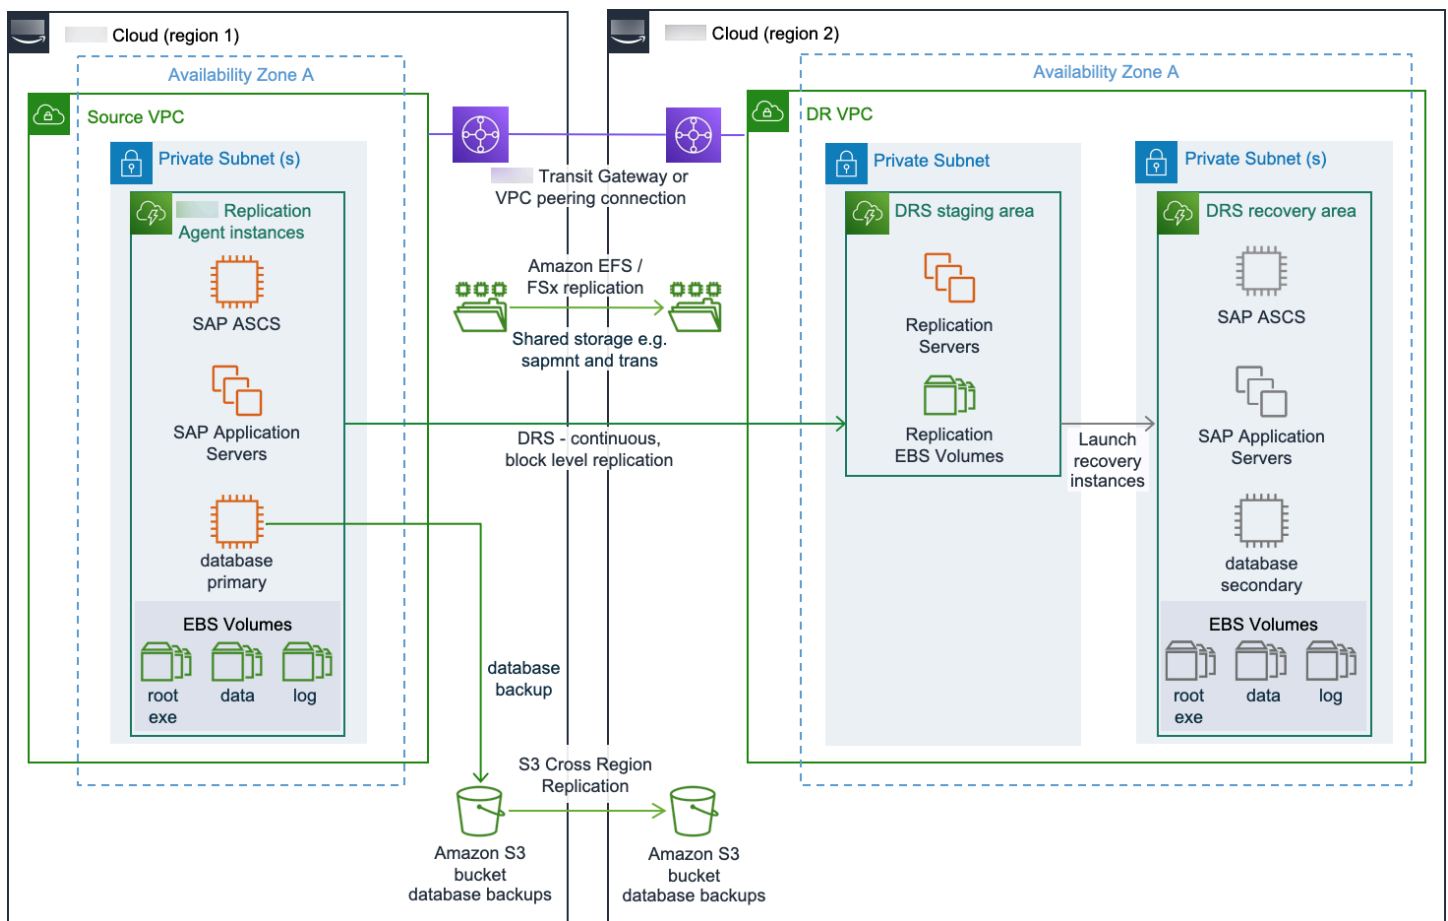 Cloud (region 1)
Availability Zone A
Source VPC
Private Subnet (s)
Replication
Agent instances
SAP ASCS
SAP Application
Servers
database
primary
EBS Volumes
root
exe
data
log
Transit Gateway or
VPC peering connection
Amazon EFS /
FSx replication
Shared storage e.g.
sapmnt and trans
DRS - continuous,
block level replication
database
backup
S3 Cross Region
Replication
Amazon S3
bucket
database backups
Amazon S3
bucket
database backups
Cloud (region 2)
Availability Zone A
DR VPC
Private Subnet
DRS staging area
Replication
Servers
Replication
EBS Volumes
Launch
recovery
instances
Private Subnet (s)
DRS recovery area
SAP ASCS
SAP Application
Servers
database
secondary
EBS Volumes
root
exe
data
log